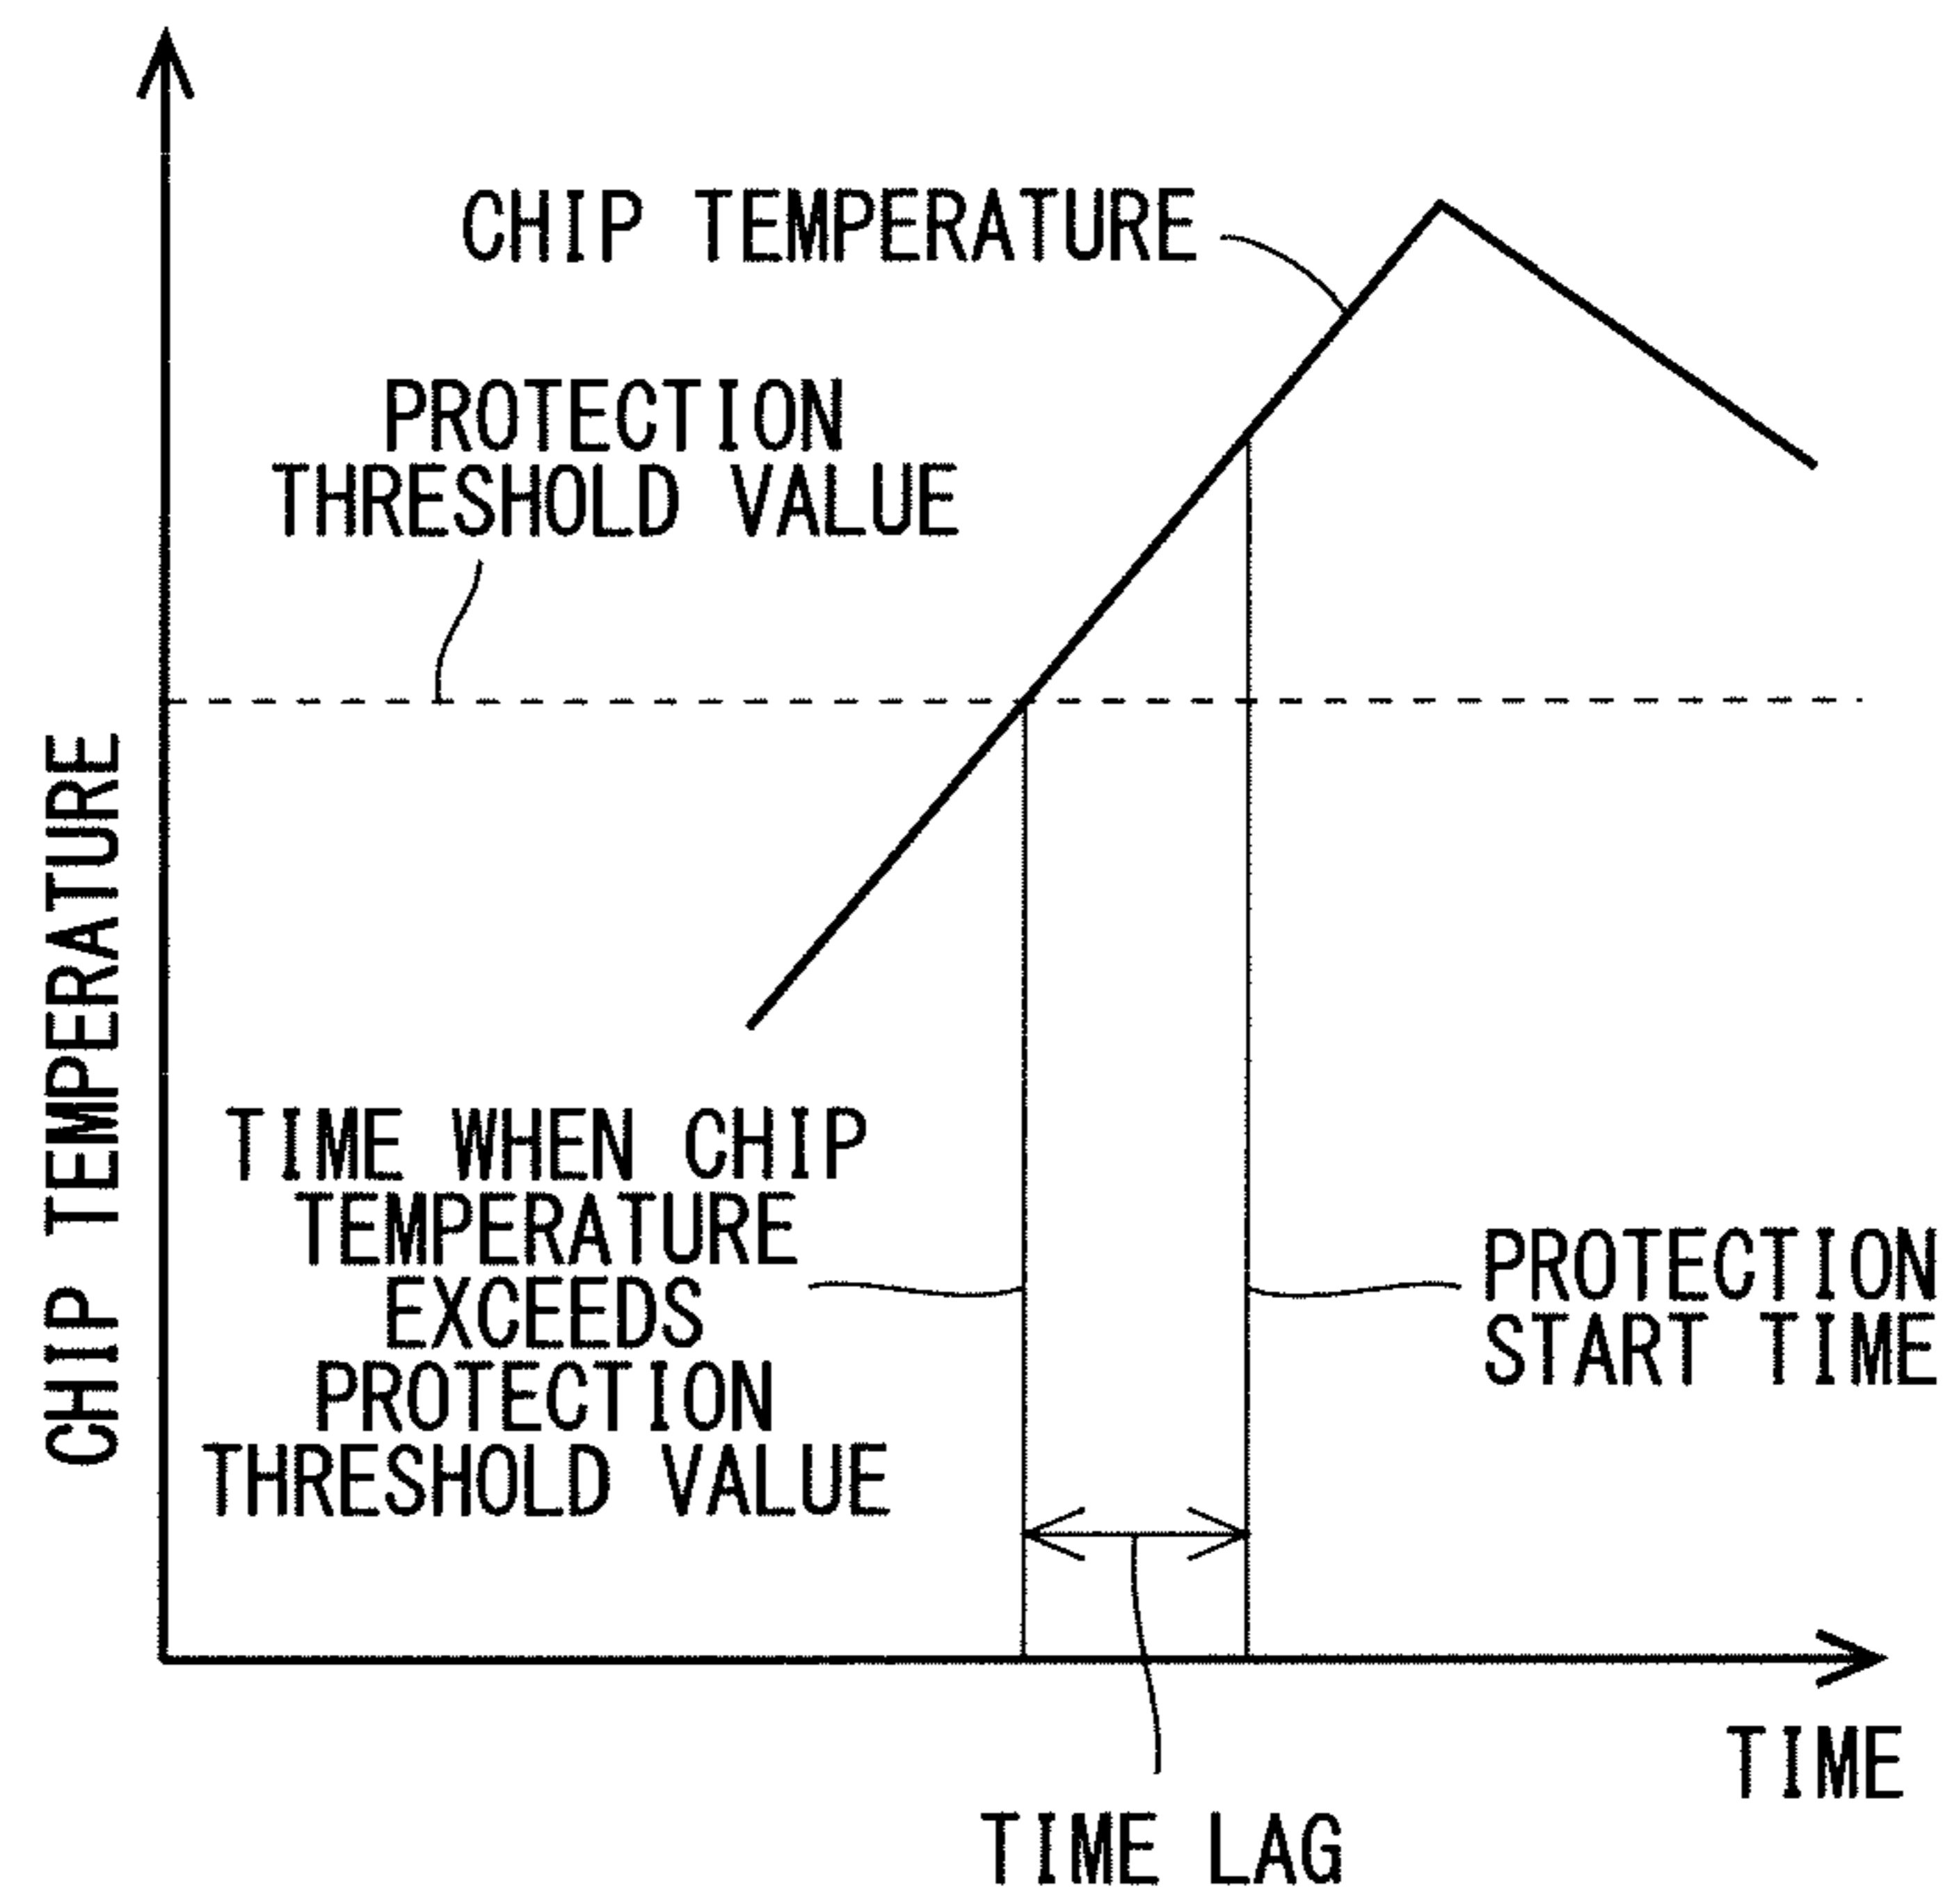 CHIP TEMPERATURE
PROTECTION
THRESHOLD VALUE
CHIP TEMPERATURE
TIME WHEN CHIP
TEMPERATURE
EXCEEDS
PROTECTION
THRESHOLD VALUE
PROTECTION
START TIME
TIME
TIME LAG